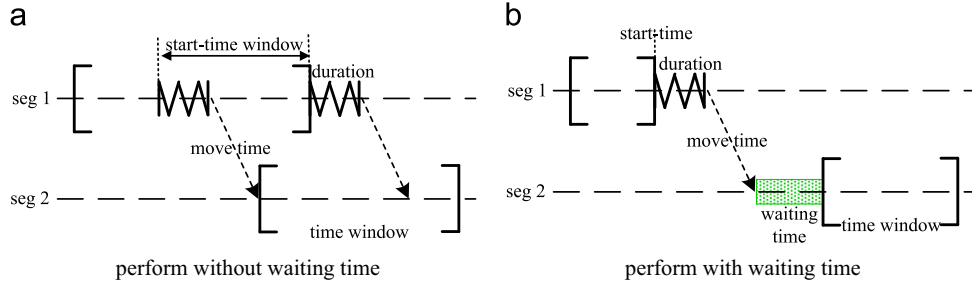 a
start-time window
duration
seg 1
move time
seg 2
time window
perform without waiting time
b
start-time
duration
seg 1
move time
seg 2
waiting
time
time window
perform with waiting time